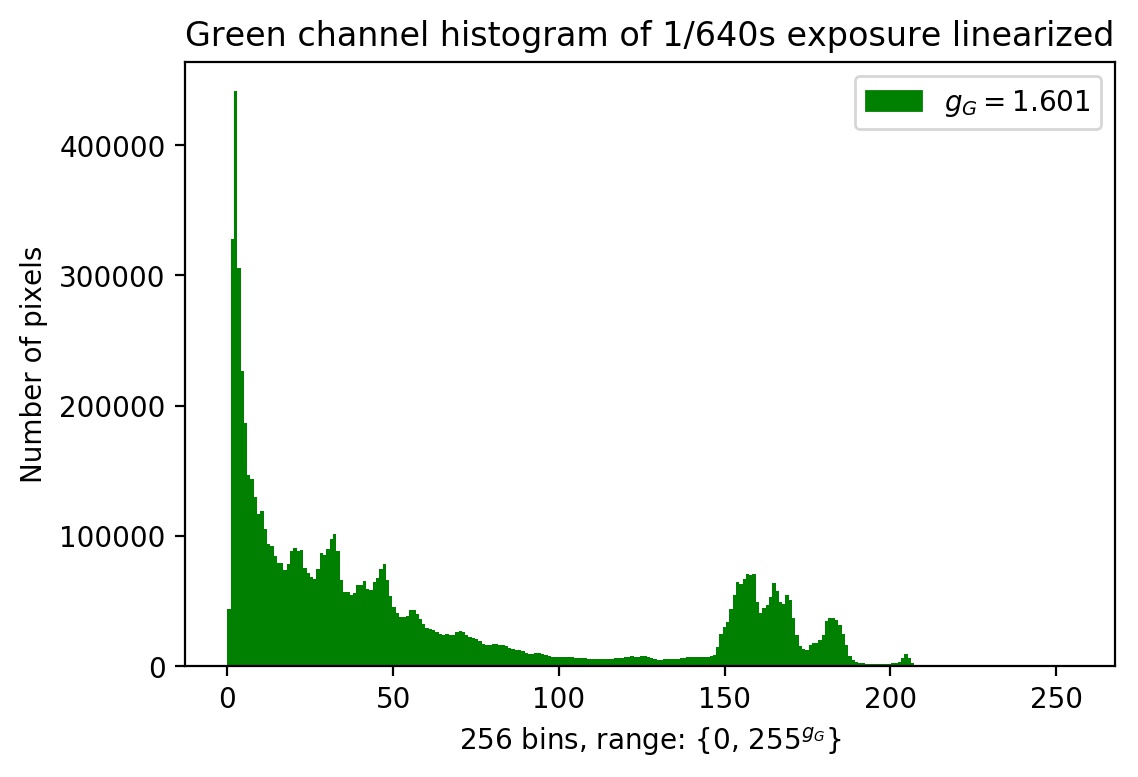 Green channel histogram of 1/640s exposure linearized
g_G = 1.601
Number of pixels
400000
300000
200000
100000
0
0 50 100 150 200 250
256 bins, range: {0, 255^{g_G}}